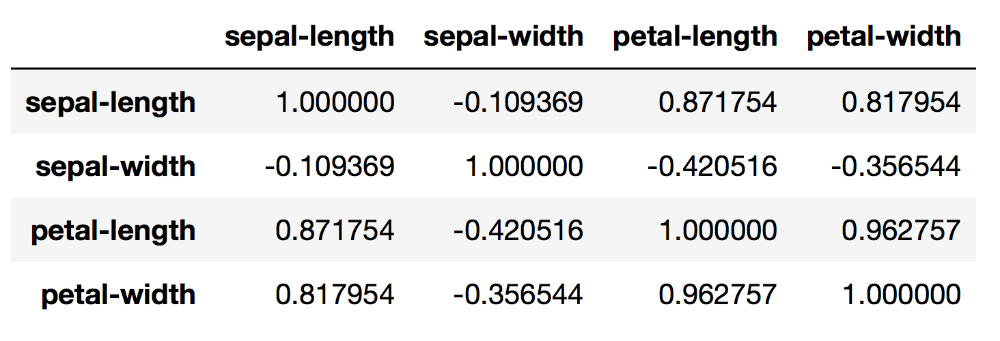 sepal-length sepal-width petal-length petal-width
sepal-length 1.000000 -0.109369 0.871754 0.817954
sepal-width -0.109369 1.000000 -0.420516 -0.356544
petal-length 0.871754 -0.420516 1.000000 0.962757
petal-width 0.817954 -0.356544 0.962757 1.000000